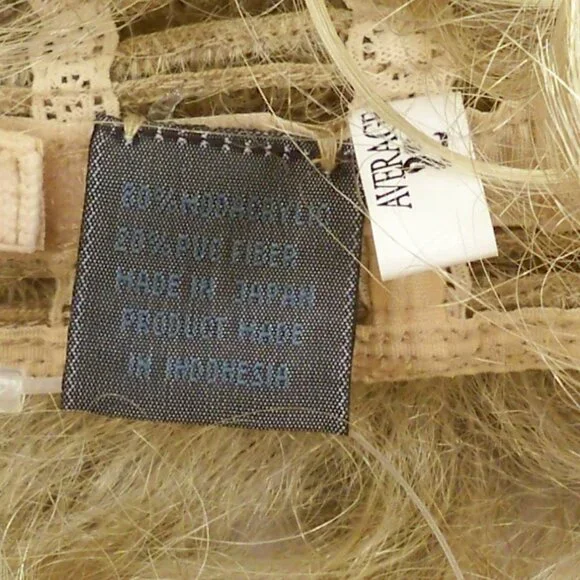 80% MODACRYLIC
20% PVC FIBER
MADE IN JAPAN
PRODUCT MADE
IN INDONESIA
AVERAGE